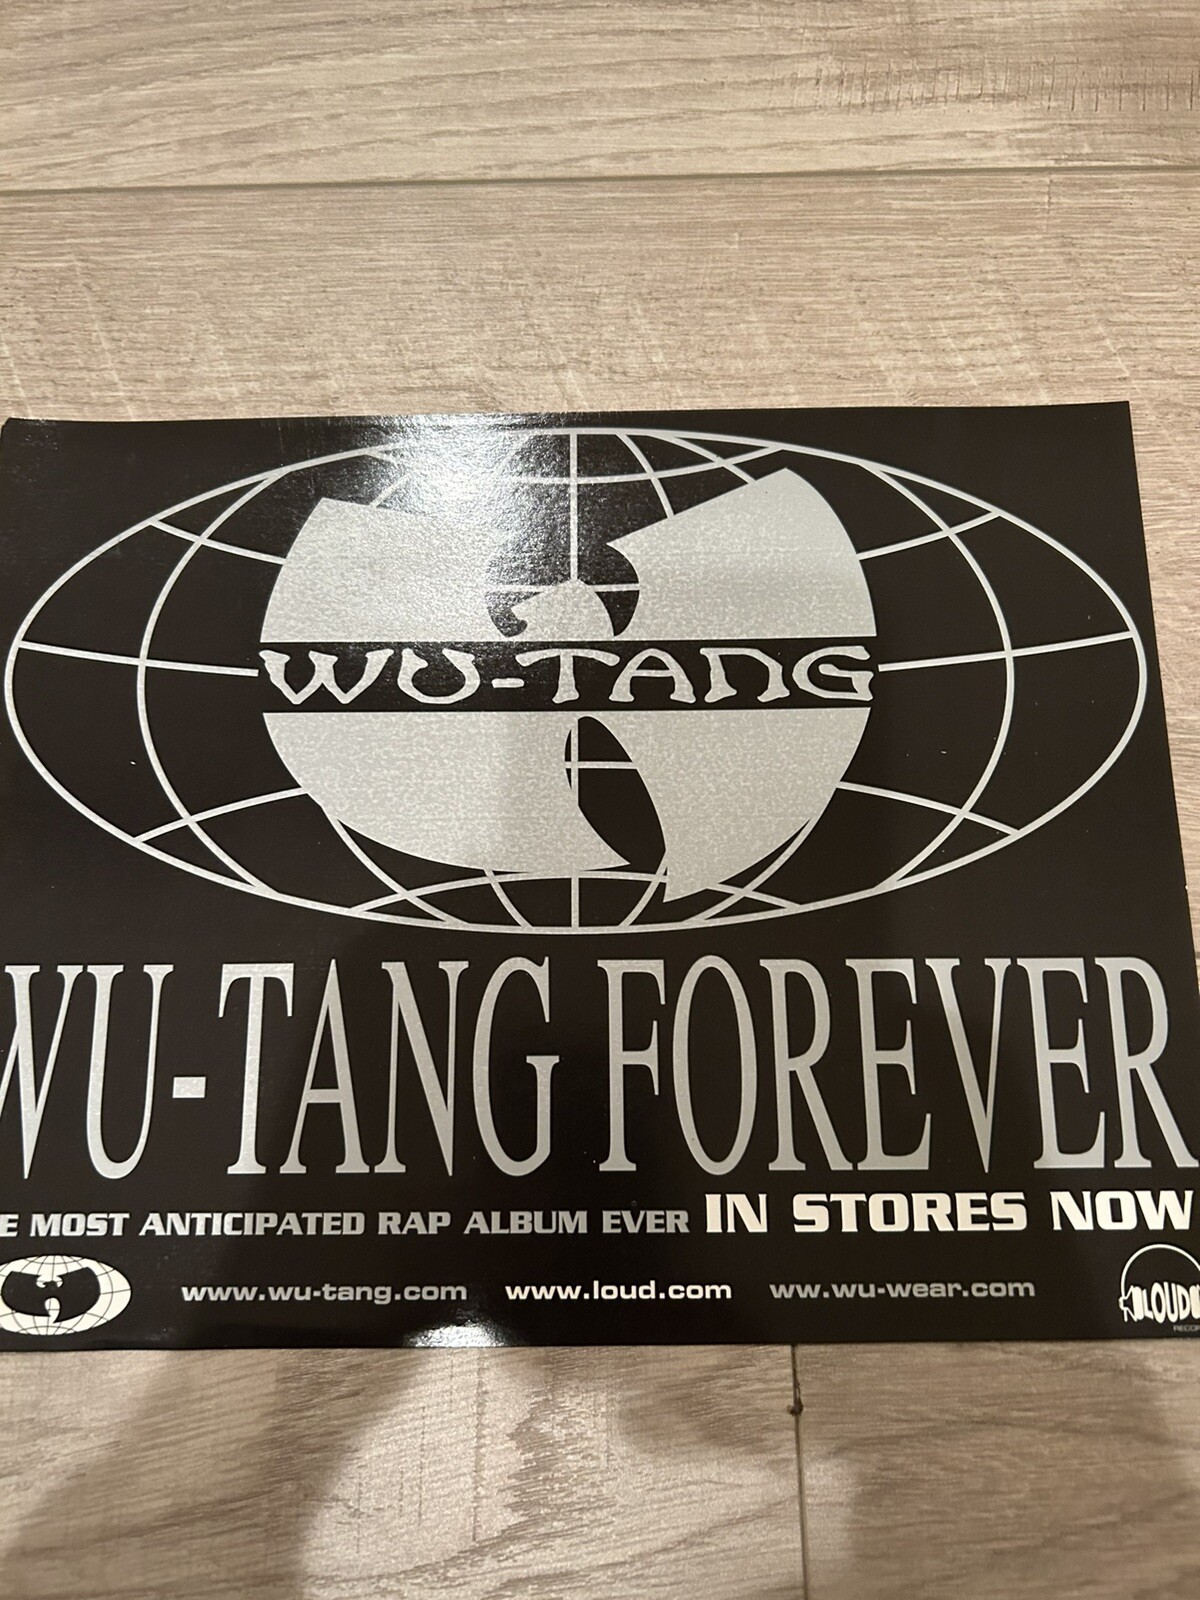 WU-TANG
WU-TANG FOREVER
E MOST ANTICIPATED RAP ALBUM EVER IN STORES NOW
www.wu-tang.com www.loud.com ww.wu-wear.com
LOUD
RECOR